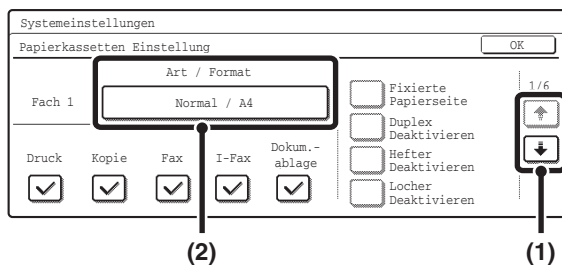 Systemeinstellungen
Papierkassetten Einstellung
OK
Art / Format
Fach 1
Normal / A4
Fixierte
Papierseite
1/6
Duplex
Deaktivieren
Druck
Kopie
Fax
I-Fax
Dokum.-
ablage
Hefter
Deaktivieren
Locher
Deaktivieren
(2)
(1)